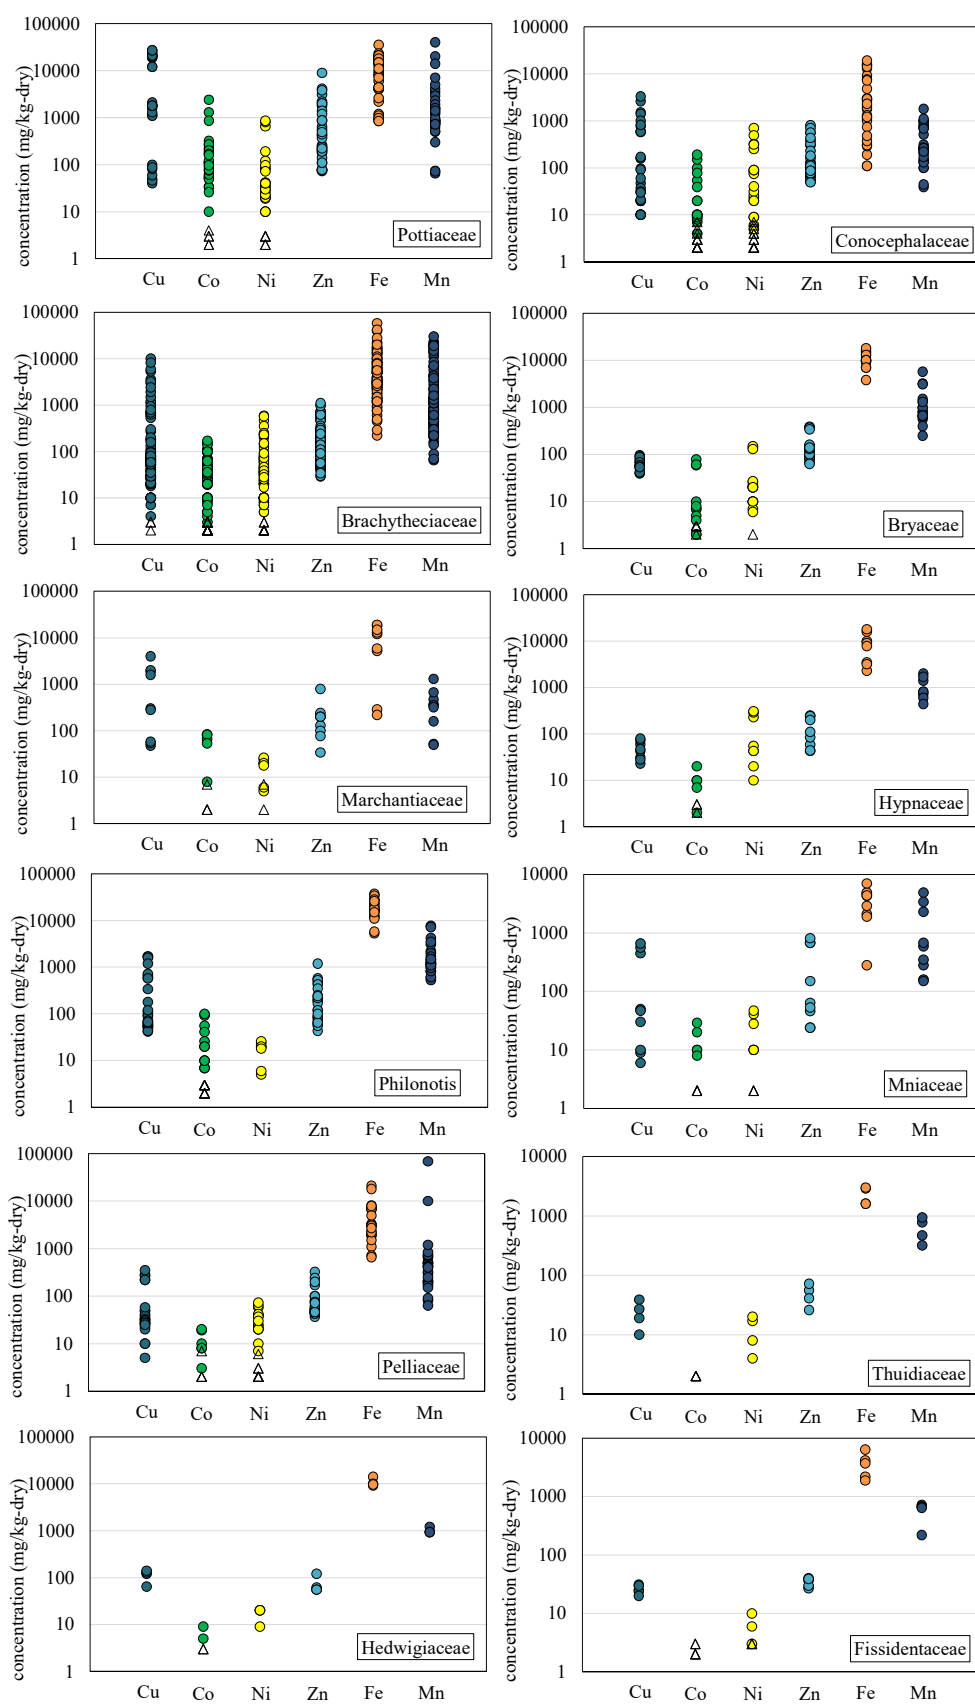 concentration (mg/kg-dry)
100000
10000
1000
100
10
1
Pottiaceae
Cu Co Ni Zn Fe Mn
concentration (mg/kg-dry)
100000
10000
1000
100
10
1
Conocephalaceae
Cu Co Ni Zn Fe Mn
concentration (mg/kg-dry)
100000
10000
1000
100
10
1
Brachytheciaceae
Cu Co Ni Zn Fe Mn
concentration (mg/kg-dry)
100000
10000
1000
100
10
1
Bryaceae
Cu Co Ni Zn Fe Mn
concentration (mg/kg-dry)
100000
10000
1000
100
10
1
Marchantiaceae
Cu Co Ni Zn Fe Mn
concentration (mg/kg-dry)
100000
10000
1000
100
10
1
Hypnaceae
Cu Co Ni Zn Fe Mn
concentration (mg/kg-dry)
100000
10000
1000
100
10
1
Philonotis
Cu Co Ni Zn Fe Mn
concentration (mg/kg-dry)
10000
1000
100
10
1
Mniaceae
Cu Co Ni Zn Fe Mn
concentration (mg/kg-dry)
100000
10000
1000
100
10
1
Pelliaceae
Cu Co Ni Zn Fe Mn
concentration (mg/kg-dry)
10000
1000
100
10
1
Thuidiaceae
Cu Co Ni Zn Fe Mn
concentration (mg/kg-dry)
100000
10000
1000
100
10
1
Hedwigiaceae
Cu Co Ni Zn Fe Mn
concentration (mg/kg-dry)
10000
1000
100
10
1
Fissidentaceae
Cu Co Ni Zn Fe Mn